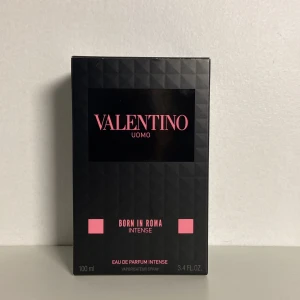 VALENTINO
UOMO
BORN IN ROMA
INTENSE
EAU DE PARFUM INTENSE
100 ml
3.4 FL.OZ.